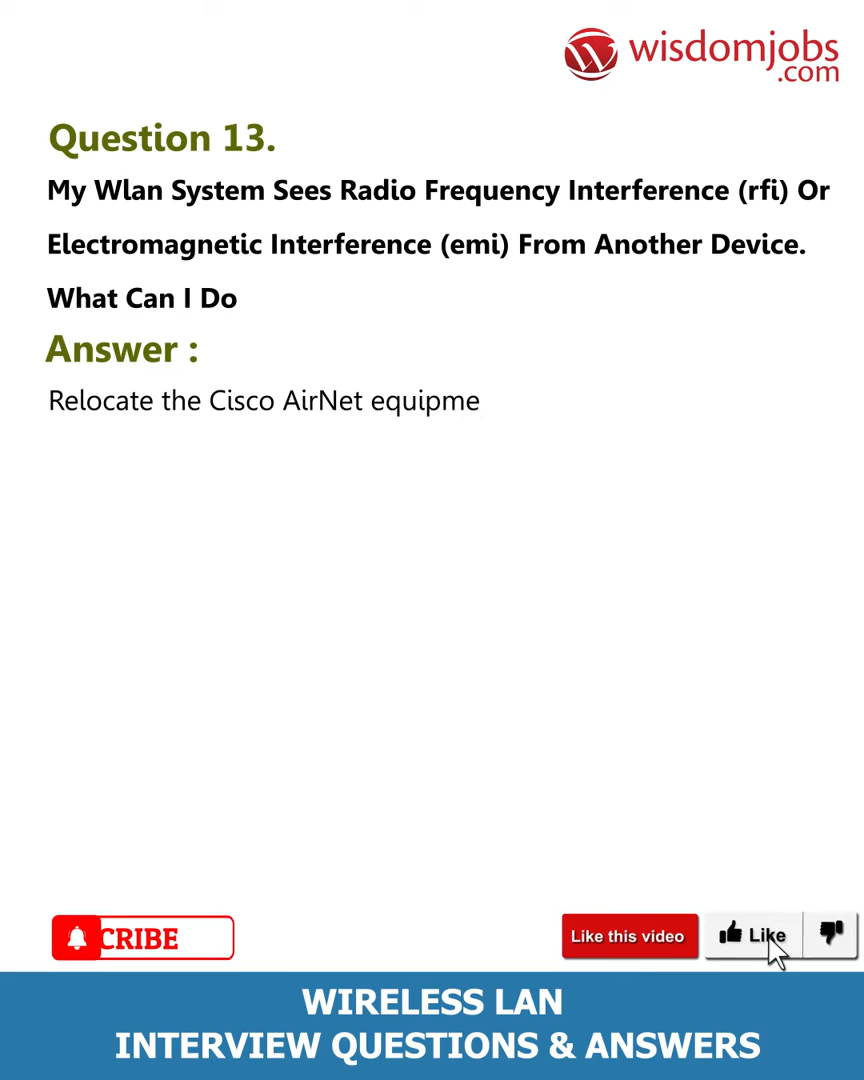 wisdomjobs
.com
Question 13.
My Wlan System Sees Radio Frequency Interference (rfi) Or
Electromagnetic Interference (emi) From Another Device.
What Can I Do
Answer :
Relocate the Cisco AirNet equipme
CRIBE
Like this video
Like
WIRELESS LAN
INTERVIEW QUESTIONS & ANSWERS